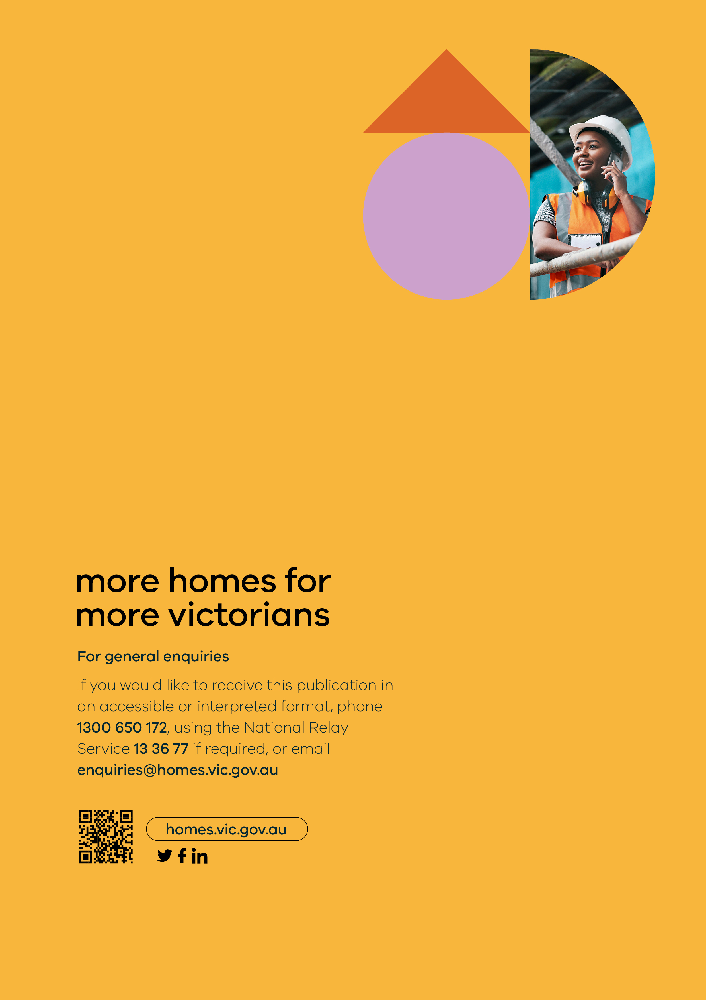 more homes for
more victorians
For general enquiries
If you would like to receive this publication in
an accessible or interpreted format, phone
1300 650 172, using the National Relay
Service 13 36 77 if required, or email
enquiries@homes.vic.gov.au
homes.vic.gov.au